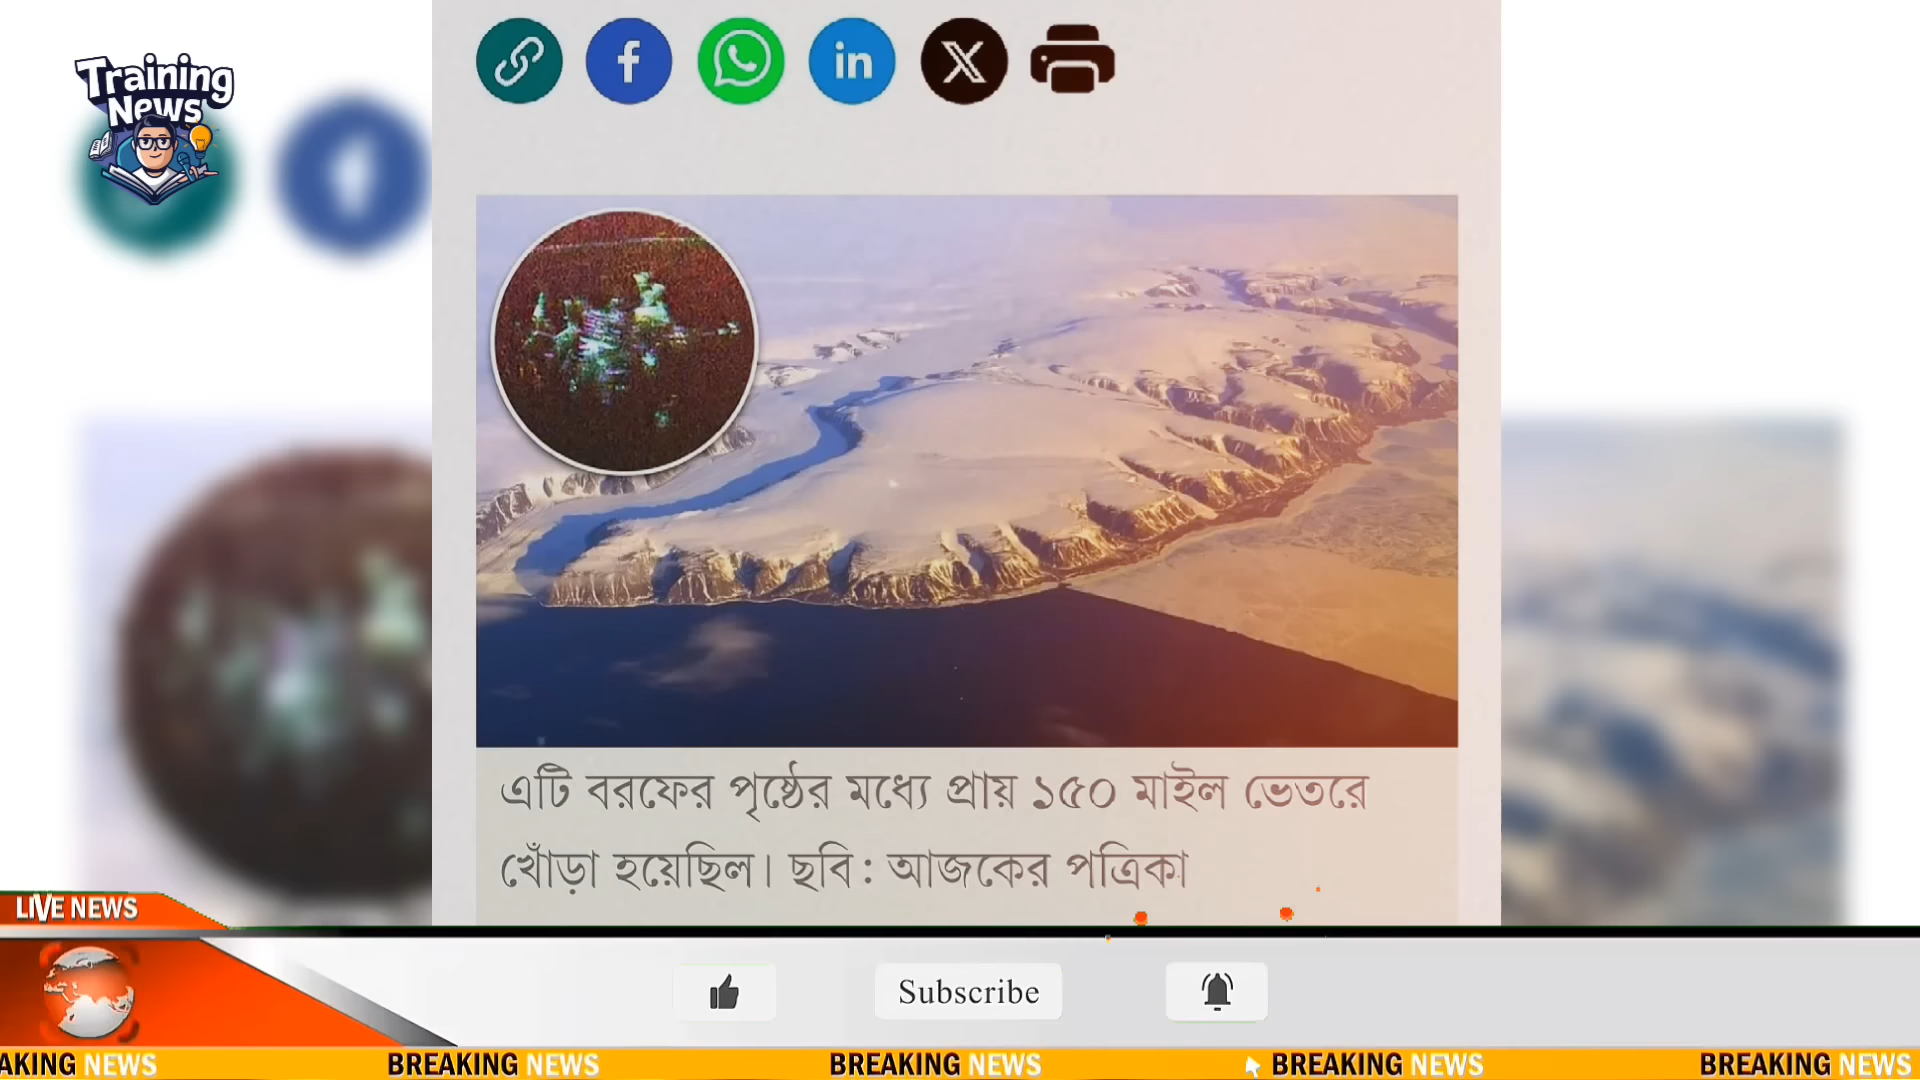 Training
News
এটি বরফের পৃষ্ঠের মধ্যে প্রায় ১৫০ মাইল ভেতরে
খোঁড়া হয়েছিল। ছবি: আজকের পত্রিকা
LIVE NEWS
Subscribe
AKING NEWS BREAKING NEWS BREAKING NEWS BREAKING NEWS BREAKING NEWS